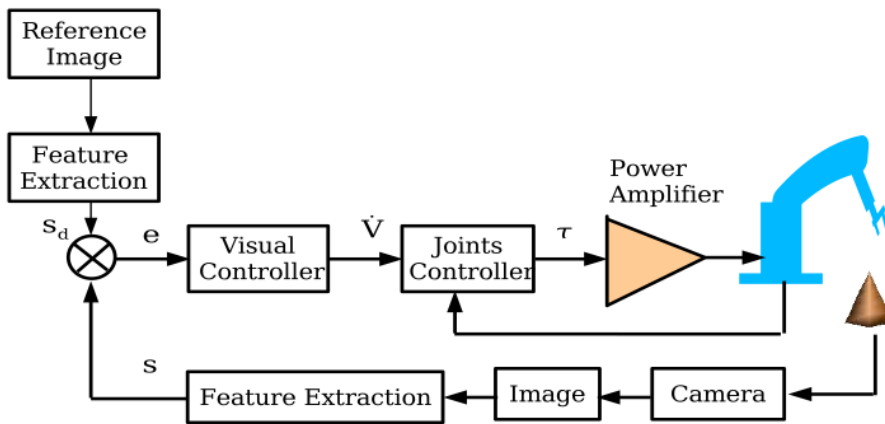 Reference
Image
Feature
Extraction
Power
Amplifier
s_d
e
Visual
Controller
V̇
Joints
Controller
τ
s
Feature Extraction
Image
Camera